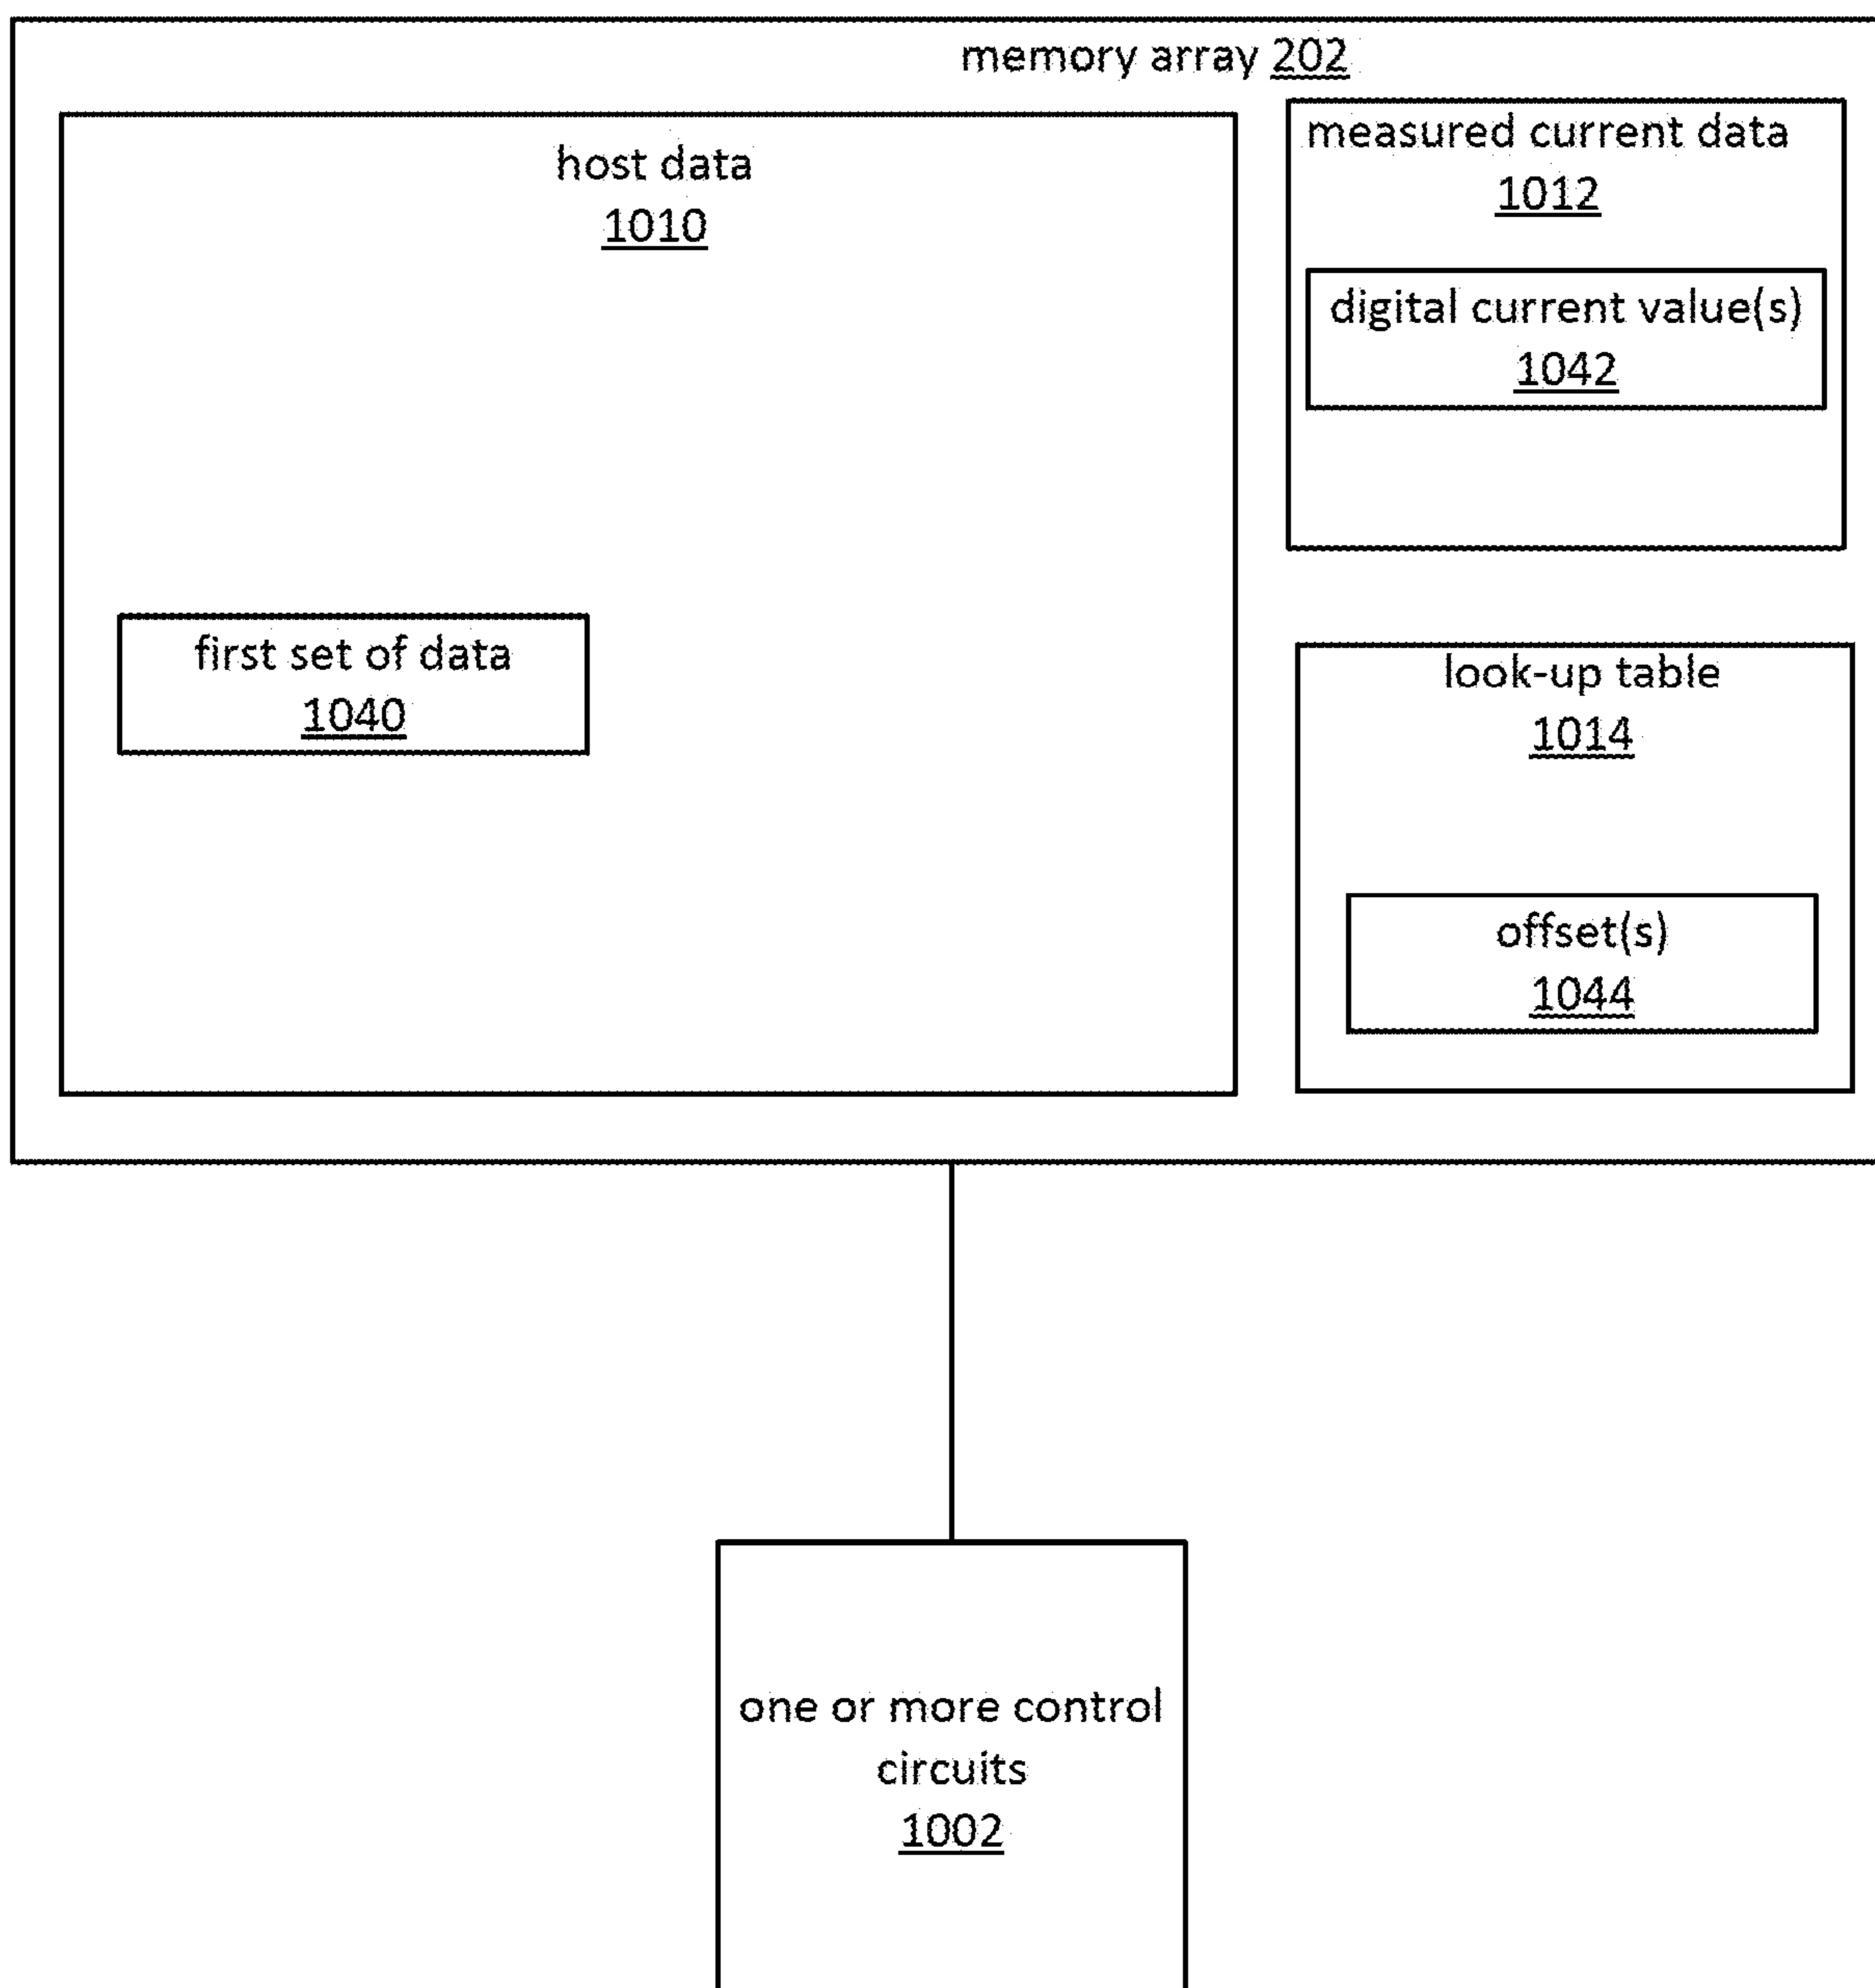 memory array 202
host data
1010
measured current data
1012
digital current value(s)
1042
first set of data
1040
look-up table
1014
offset(s)
1044
one or more control
circuits
1002